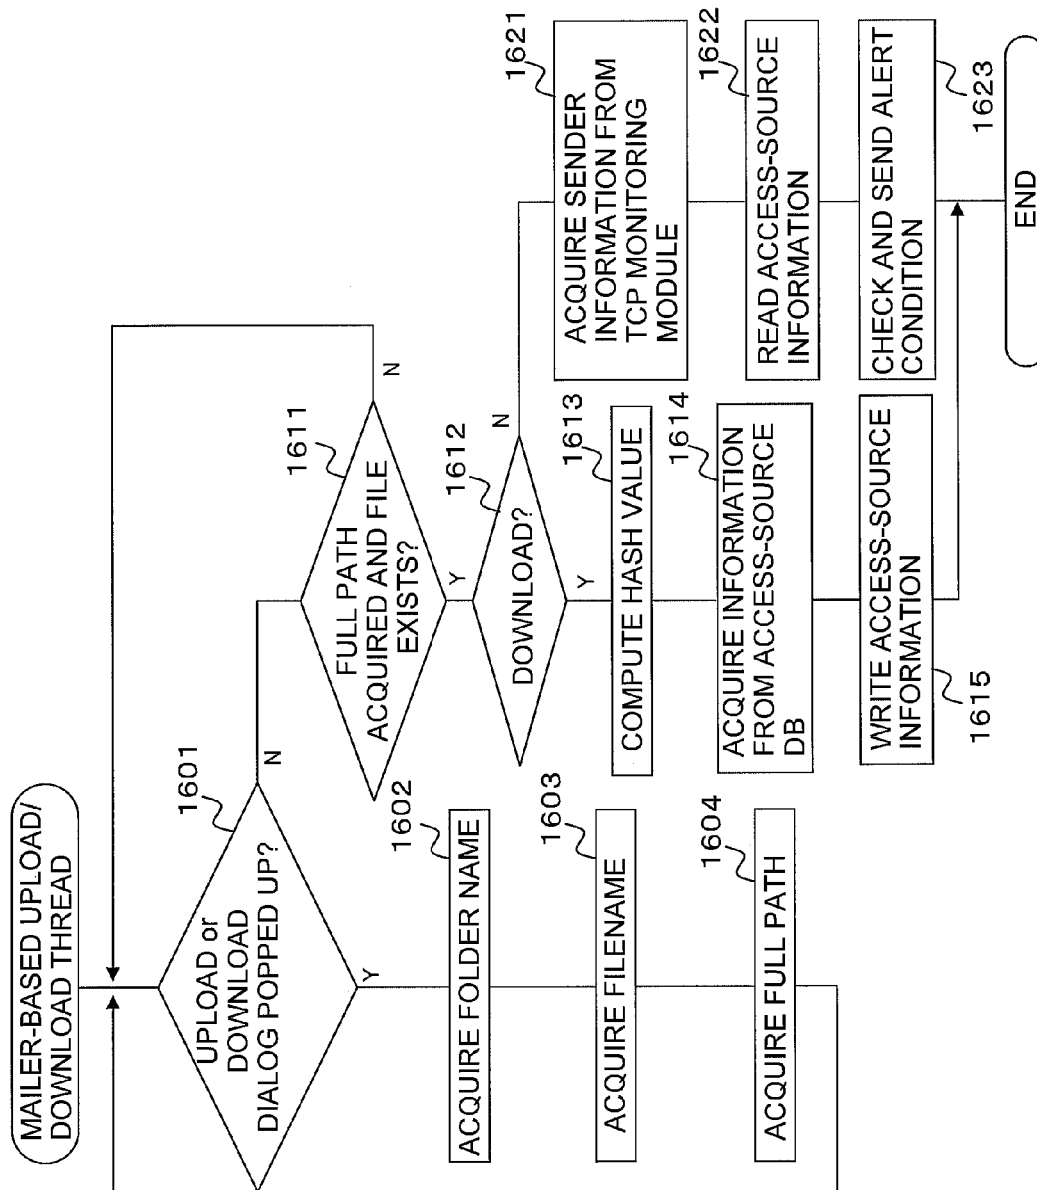 MAILER-BASED UPLOAD/
DOWNLOAD THREAD
1601
UPLOAD or
DOWNLOAD
DIALOG POPPED UP?
N
Y
1602
ACQUIRE FOLDER NAME
1603
ACQUIRE FILENAME
1604
ACQUIRE FULL PATH
1611
FULL PATH
ACQUIRED AND FILE
EXISTS?
N
Y
1612
DOWNLOAD?
N
Y
1613
COMPUTE HASH VALUE
1614
ACQUIRE INFORMATION
FROM ACCESS-SOURCE
DB
WRITE ACCESS-SOURCE
INFORMATION
1615
1621
ACQUIRE SENDER
INFORMATION FROM
TCP MONITORING
MODULE
1622
READ ACCESS-SOURCE
INFORMATION
CHECK AND SEND ALERT
CONDITION
1623
END